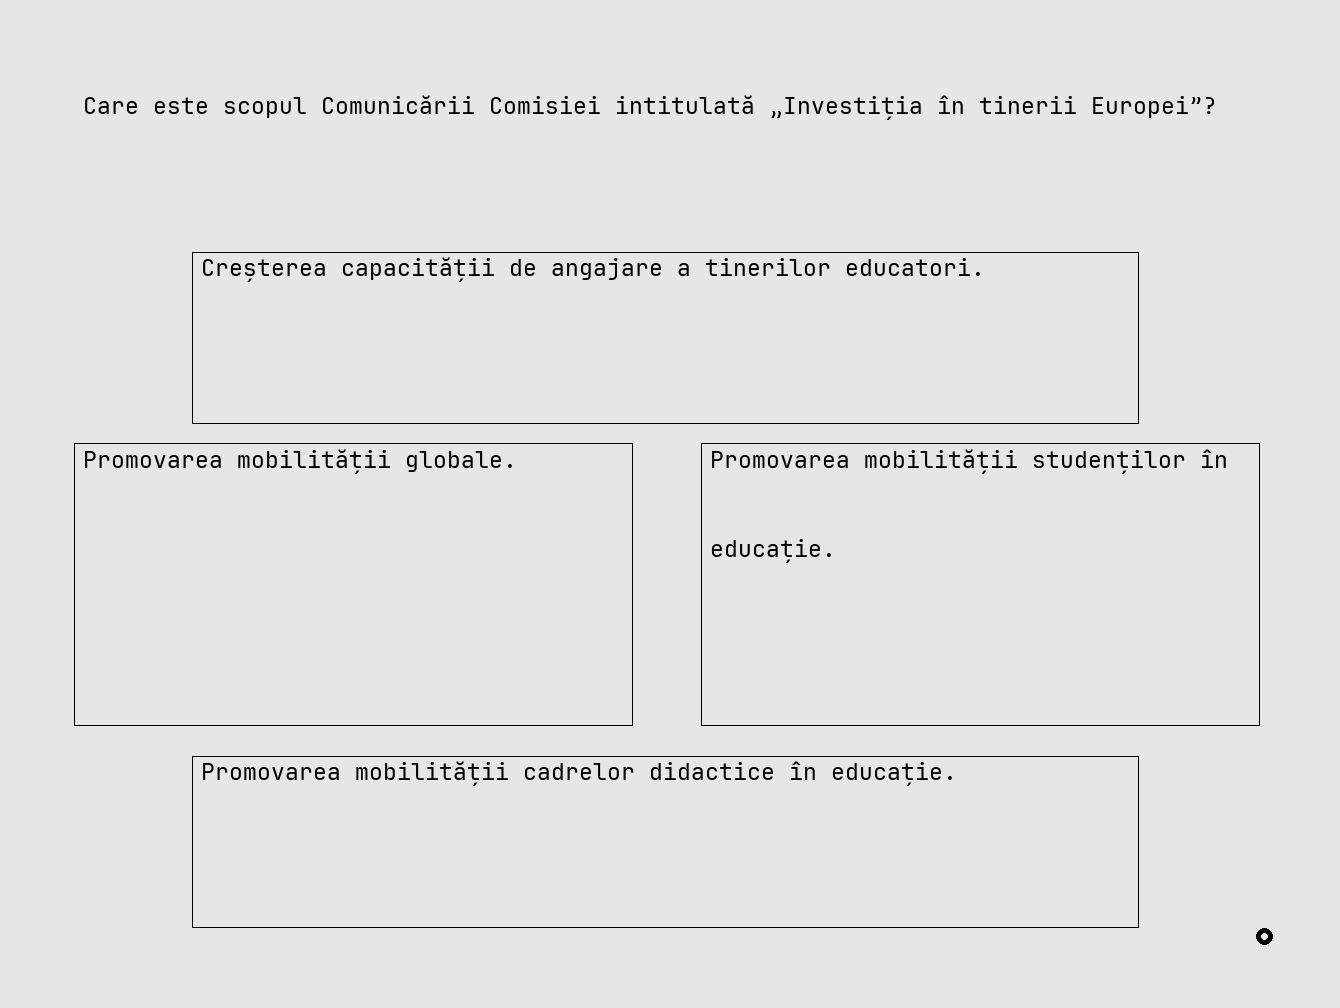 Care este scopul Comunicării Comisiei intitulată „Investiția în tinerii Europei”?
Creșterea capacității de angajare a tinerilor educatori.
Promovarea mobilității globale.
Promovarea mobilității studenților în
educație.
Promovarea mobilității cadrelor didactice în educație.